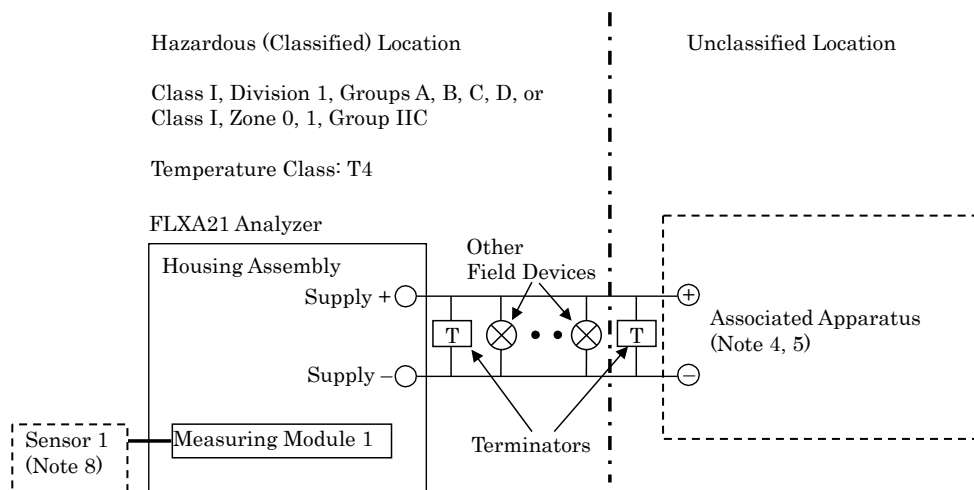 Hazardous (Classified) Location
Unclassified Location
Class I, Division 1, Groups A, B, C, D, or
Class I, Zone 0, 1, Group IIC
Temperature Class: T4
FLXA21 Analyzer
Housing Assembly
Other
Field Devices
Supply +
+
T
T
Associated Apparatus
(Note 4, 5)
Supply –
–
Sensor 1
(Note 8)
Measuring Module 1
Terminators